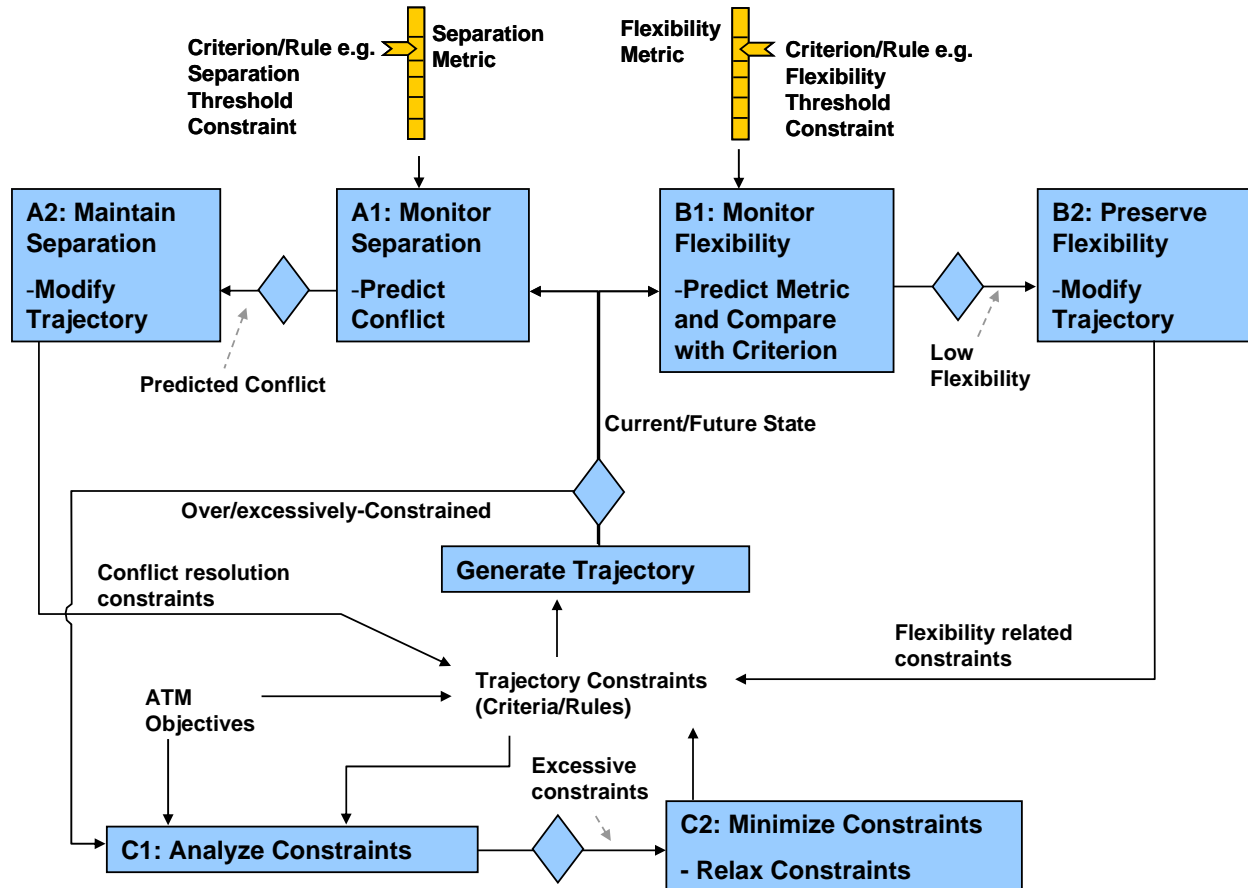 Criterion/Rule e.g.
Separation
Threshold
Constraint
Separation
Metric
Flexibility
Metric
Criterion/Rule e.g.
Flexibility
Threshold
Constraint
A2: Maintain
Separation
-Modify
Trajectory
A1: Monitor
Separation
-Predict
Conflict
B1: Monitor
Flexibility
-Predict Metric
and Compare
with Criterion
B2: Preserve
Flexibility
-Modify
Trajectory
Predicted Conflict
Low
Flexibility
Current/Future State
Over/excessively-Constrained
Generate Trajectory
Conflict resolution
constraints
Flexibility related
constraints
Trajectory Constraints
(Criteria/Rules)
ATM
Objectives
Excessive
constraints
C1: Analyze Constraints
C2: Minimize Constraints
- Relax Constraints